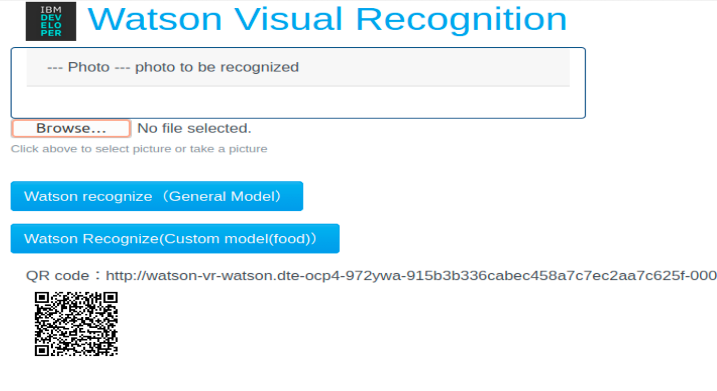 IBM
DEV
ELO
PER
Watson Visual Recognition
--- Photo --- photo to be recognized
Browse... No file selected.
Click above to select picture or take a picture
Watson recognize（General Model）
Watson Recognize(Custom model(food)）
QR code：http://watson-vr-watson.dte-ocp4-972ywa-915b3b336cabec458a7c7ec2aa7c625f-000